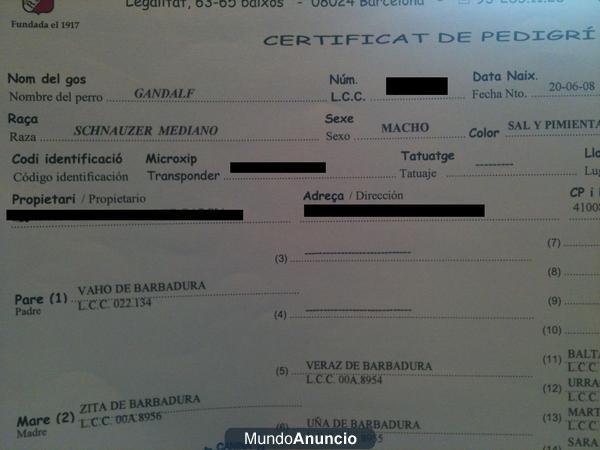 Legalitat, 63-65 baixos - 08024 Barcelona
Fundada el 1917
CERTIFICAT DE PEDIGRÍ
Nom del gos Núm. Data Naix.
Nombre del perro GANDALF L.C.C. Fecha Nto. 20-06-08
Raça Sexe
Raza SCHNAUZER MEDIANO Sexo MACHO Color SAL Y PIMIENTA
Codi identificació Microxip Tatuatge
Código identificación Transponder Tatuaje
Propietari / Propietario Adreça / Dirección CP i
4100
(3) (7)
(8)
Pare (1) VAHO DE BARBADURA
Padre L.C.C. 022.134
(9)
(4)
(10)
(5) VERAZ DE BARBADURA (11) BALTA
L.C.C. 00A.8954 L.C.C.
(12) URRA
L.C.C.
Mare (2) ZITA DE BARBADURA
Madre L.C.C. 00A.8956
(13) MART
L.C.C.
(6) UÑA DE BARBADURA
(14) SARA
MundoAnuncio